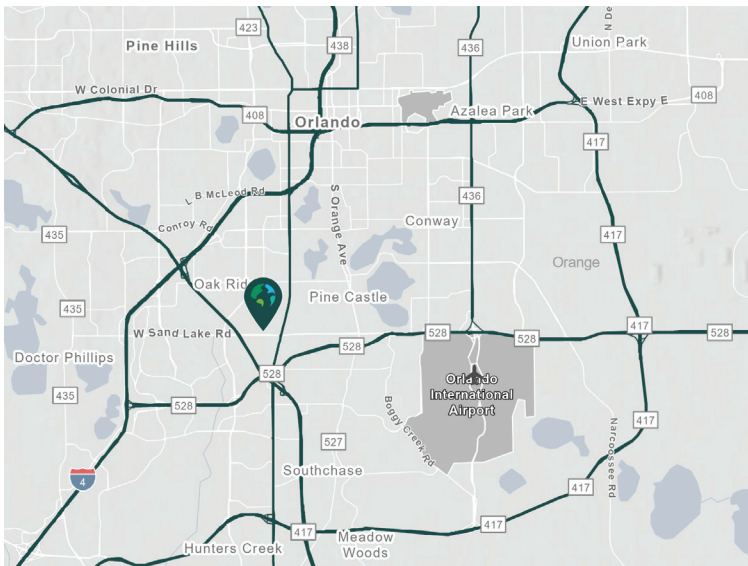 423
438
436
N De
Union Park
Pine Hills
W Colonial Dr
408
Orlando
Azalea Park
E West Expy E
408
417
L B McLeod Rd
S Orange Ave
436
Conroy Rd
Conway
435
417
Orange
Oak Rid
Pine Castle
435
W Sand Lake Rd
528
528
528
417
528
Doctor Phillips
528
435
528
Orlando
International
Airport
Boggy Creek Rd
Narcoossee Rd
417
527
Southchase
4
417
417
417
Meadow
Woods
Hunters Creek